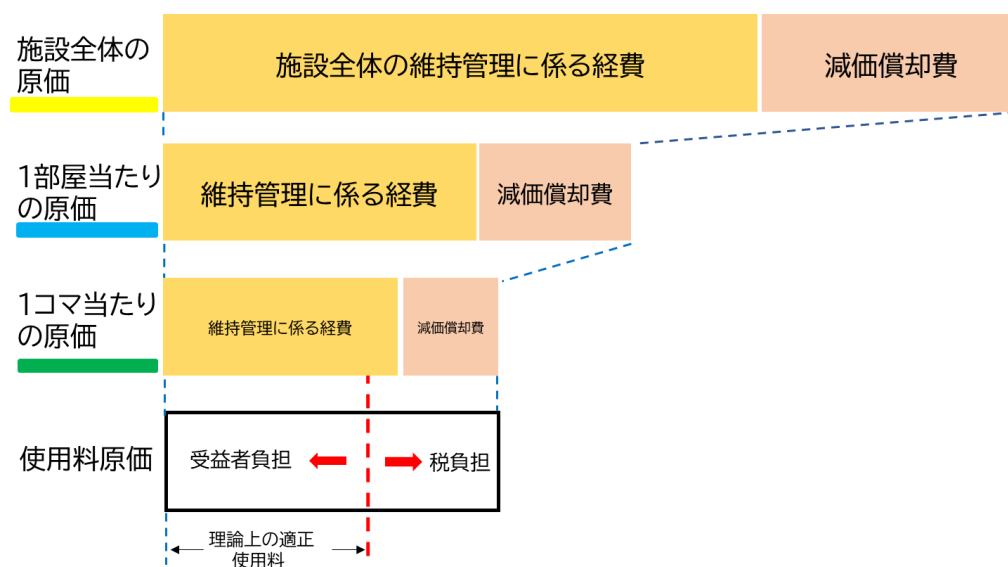 施設全体の
原価
施設全体の維持管理に係る経費
減価償却費
1部屋当たり
の原価
維持管理に係る経費
減価償却費
1コマ当たり
の原価
維持管理に係る経費
減価償却費
使用料原価
受益者負担
税負担
理論上の適正
使用料